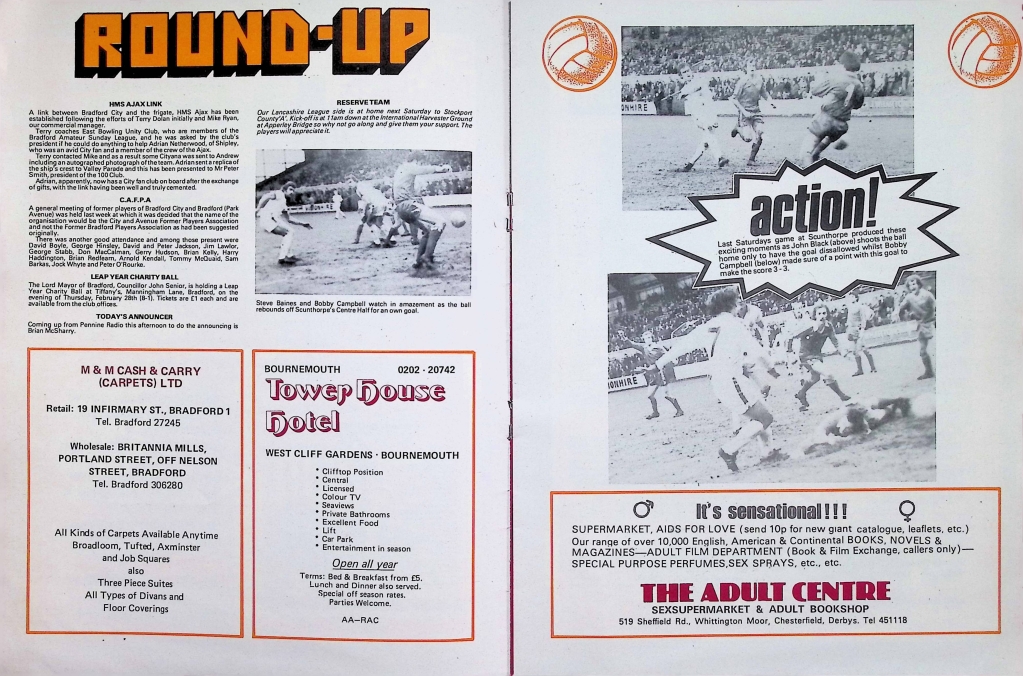 ROUND-UP
HMS AJAX LINK
A link between Bradford City and the frigate, HMS Ajax has been
established following the efforts of Terry Dolan initially and Mike Ryan,
our commercial manager.
Terry coaches East Bowling Unity Club, who are members of the
Bradford Amateur Sunday League, and he was asked by the club's
president if he could do anything to help Adrian Netherwood, of Shipley,
who was an avid City fan and a member of the crew of the Ajax.
Terry contacted Mike and as a result some Cityana was sent to Andrew
including an autographed photograph of the team. Adrian sent a replica of
the ship's crest to Valley Parade and this has been presented to Mr Peter
Smith, president of the 100 Club.
Adrian, apparently, now has a City fan club on board after the exchange
of gifts, with the link having been well and truly cemented.
C.A.F.P.A
A general meeting of former players of Bradford City and Bradford (Park
Avenue) was held last week at which it was decided that the name of the
organisation would be the City and Avenue Former Players Association
and not the Former Bradford Players Association as had been suggested
originally.
There was another good attendance and among those present were
David Boyle, George Hinsley, David and Peter Jackson, Jim Lawlor,
George Stabb, Don MacCalman, Gerry Hudson, Brian Kelly, Harry
Haddington, Brian Redfearn, Arnold Kendall, Tommy McQuaid, Sam
Barkas, Jock Whyte and Peter O'Rourke.
LEAP YEAR CHARITY BALL
The Lord Mayor of Bradford, Councillor John Senior, is holding a Leap
Year Charity Ball at Tiffany's, Manningham Lane, Bradford, on the
evening of Thursday, February 28th (8-1). Tickets are £1 each and are
available from the club offices.
TODAY'S ANNOUNCER
Coming up from Pennine Radio this afternoon to do the announcing is
Brian McSharry.
RESERVE TEAM
Our Lancashire League side is at home next Saturday to Stockport
County 'A'. Kick-off is at 11am down at the International Harvester Ground
at Apperley Bridge so why not go along and give them your support. The
players will appreciate it.
Steve Baines and Bobby Campbell watch in amazement as the ball
rebounds off Scunthorpe's Centre Half for an own goal.
M & M CASH & CARRY
(CARPETS) LTD
Retail: 19 INFIRMARY ST., BRADFORD 1
Tel. Bradford 27245
Wholesale: BRITANNIA MILLS,
PORTLAND STREET, OFF NELSON
STREET, BRADFORD
Tel. Bradford 306280
All Kinds of Carpets Available Anytime
Broadloom, Tufted, Axminster
and Job Squares
also
Three Piece Suites
All Types of Divans and
Floor Coverings
BOURNEMOUTH 0202 · 20742
Tower House
Hotel
WEST CLIFF GARDENS · BOURNEMOUTH
* Clifftop Position
* Central
* Licensed
* Colour TV
* Seaviews
* Private Bathrooms
* Excellent Food
* Lift
* Car Park
* Entertainment in season
Open all year
Terms: Bed & Breakfast from £5.
Lunch and Dinner also served.
Special off season rates.
Parties Welcome.
AA—RAC
ONHIRE
action!
Last Saturdays game at Scunthorpe produced these
exciting moments as John Black (above) shoots the ball
home only to have the goal disallowed whilst Bobby
Campbell (below) made sure of a point with this goal to
make the score 3 - 3.
ONHIRE
It's sensational!!!
SUPERMARKET, AIDS FOR LOVE (send 10p for new giant catalogue, leaflets, etc.)
Our range of over 10,000 English, American & Continental BOOKS, NOVELS &
MAGAZINES—ADULT FILM DEPARTMENT (Book & Film Exchange, callers only)—
SPECIAL PURPOSE PERFUMES,SEX SPRAYS, etc., etc.
THE ADULT CENTRE
SEXSUPERMARKET & ADULT BOOKSHOP
519 Sheffield Rd., Whittington Moor, Chesterfield, Derbys. Tel 451118